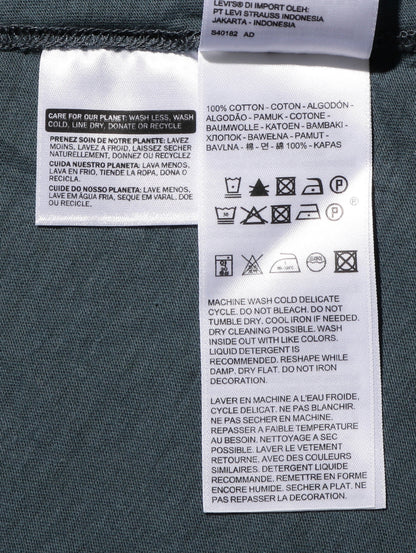 LEVI'S® DI IMPORT OLEH:
PT LEVI STRAUSS INDONESIA
JAKARTA - INDONESIA
S40182 AD
CARE FOR OUR PLANET: WASH LESS, WASH
COLD, LINE DRY, DONATE OR RECYCLE
PRENEZ SOIN DE NOTRE PLANETE: LAVEZ
MOINS, LAVEZ A FROID, LAISSEZ SECHER
NATURELLEMENT, DONNEZ OU RECYCLEZ
CUIDA NUESTRO PLANETA: LAVA MENOS,
LAVA EN FRIO, TIENDE LA ROPA, DONA O
RECICLA.
CUIDE DO NOSSO PLANETA: LAVE MENOS,
LAVE EM ÁGUA FRIA, SEQUE EM VARAL, DOE
OU RECICLE.
100% COTTON - COTON - ALGODÓN -
ALGODÃO - PAMUK - COTONE -
BAUMWOLLE - KATOEN - BAMBAKI -
ХЛОПОК - BAWEŁNA - PAMUT -
BAVLNA - 棉 - 면 - 綿 100% - KAPAS
MACHINE WASH COLD DELICATE
CYCLE. DO NOT BLEACH. DO NOT
TUMBLE DRY. COOL IRON IF NEEDED.
DRY CLEANING POSSIBLE. WASH
INSIDE OUT WITH LIKE COLORS.
LIQUID DETERGENT IS
RECOMMENDED. RESHAPE WHILE
DAMP. DRY FLAT. DO NOT IRON
DECORATION.
LAVER EN MACHINE A L'EAU FROIDE,
CYCLE DELICAT. NE PAS BLANCHIR.
NE PAS SECHER EN MACHINE.
REPASSER A FAIBLE TEMPERATURE
AU BESOIN. NETTOYAGE A SEC
POSSIBLE. LAVER LE VETEMENT
RETOURNE. AVEC DES COULEURS
SIMILAIRES. DETERGENT LIQUIDE
RECOMMANDE. REMETTRE EN FORME
ENCORE HUMIDE. SECHER A PLAT. NE
PAS REPASSER LA DECORATION.